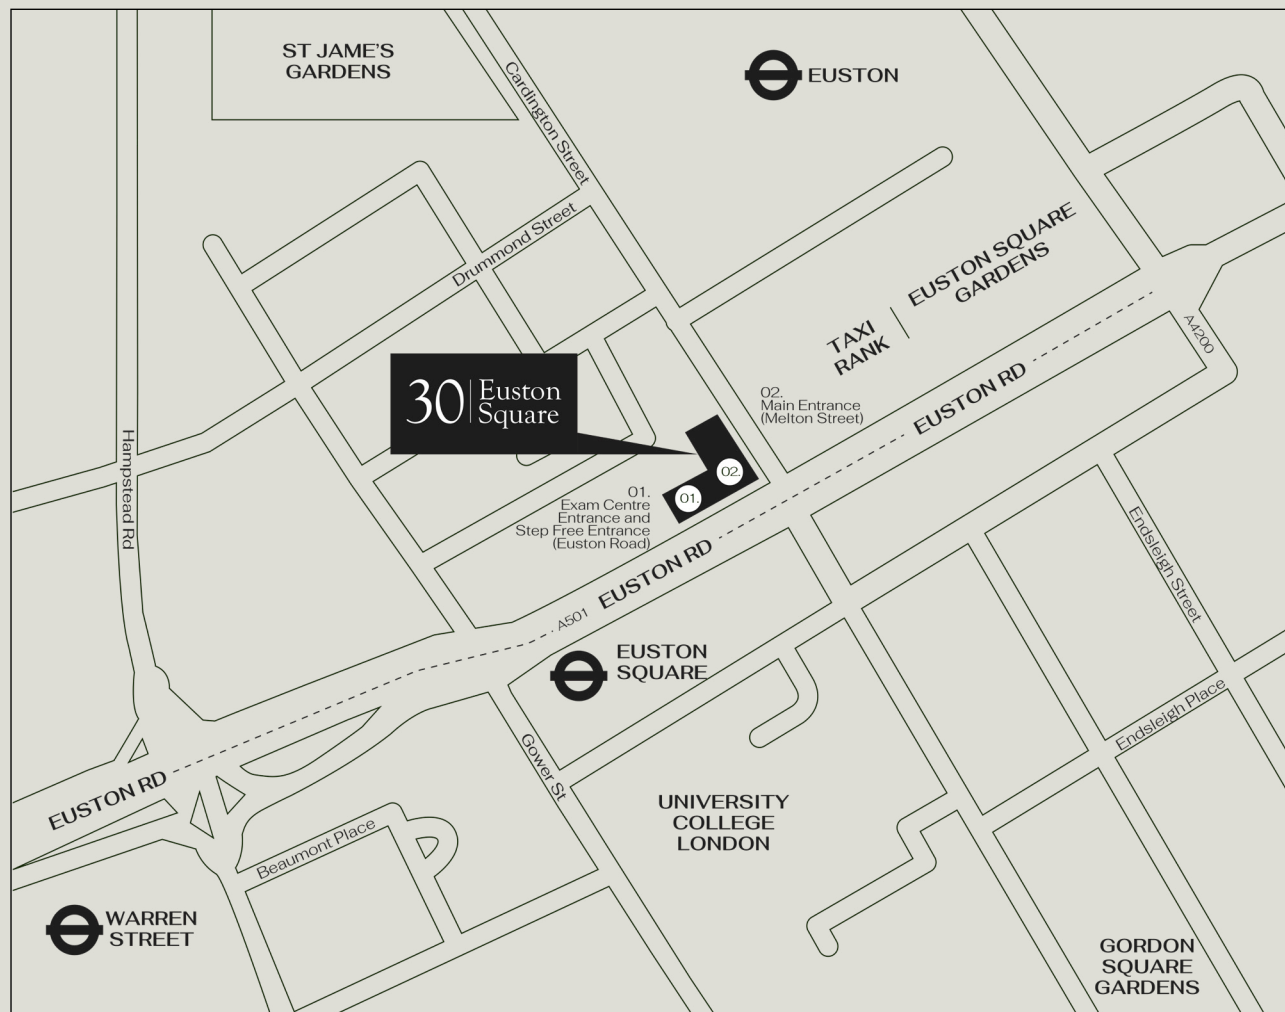 ST JAME'S
GARDENS
Cardington Street
EUSTON
Drummond Street
EUSTON SQUARE
GARDENS
TAXI
RANK
A4200
30
Euston
Square
02.
Main Entrance
(Melton Street)
EUSTON RD
Hampstead Rd
02.
01.
01.
Exam Centre
Entrance and
Step Free Entrance
(Euston Road)
EUSTON RD
A501
Endsleigh Street
EUSTON
SQUARE
Endsleigh Place
Gower St
EUSTON RD
UNIVERSITY
COLLEGE
LONDON
Beaumont Place
WARREN
STREET
GORDON
SQUARE
GARDENS